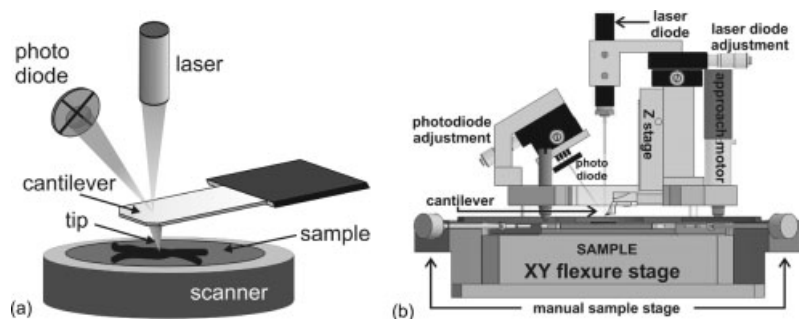 photo
diode
laser
cantilever
tip
sample
scanner
(a)
laser
diode
laser diode
adjustment
photodiode
adjustment
Z stage
approach motor
photo
diode
cantilever
SAMPLE
XY flexure stage
manual sample stage
(b)